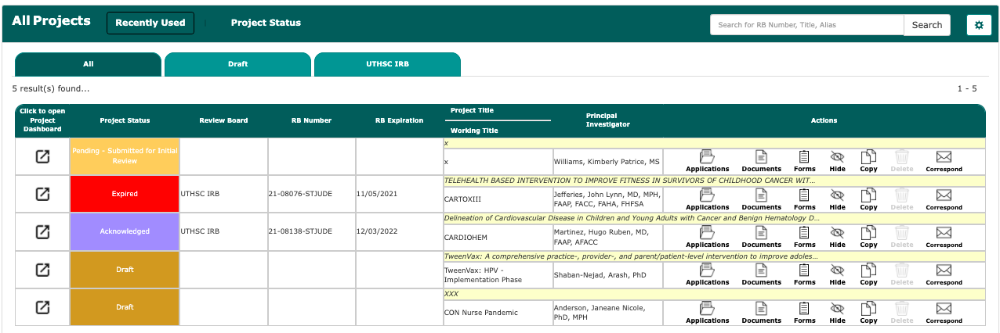 All Projects
Recently Used
Project Status
Search for RB Number, Title, Alias
Search
All
Draft
UTHSC IRB
5 result(s) found...
1 - 5
Click to open
Project
Dashboard
Project Status
Review Board
RB Number
RB Expiration
Project Title
Working Title
Principal
Investigator
Actions
Pending - Submitted for Initial
Review
x
x
Williams, Kimberly Patrice, MS
Applications Documents Forms Hide Copy Delete Correspond
Expired
UTHSC IRB
21-08076-STJUDE
11/05/2021
TELEHEALTH BASED INTERVENTION TO IMPROVE FITNESS IN SURVIVORS OF CHILDHOOD CANCER WIT...
CARTOXIII
Jefferies, John Lynn, MD, MPH,
FAAP, FACC, FAHA, FHFSA
Applications Documents Forms Hide Copy Delete Correspond
Acknowledged
UTHSC IRB
21-08138-STJUDE
12/03/2022
Delineation of Cardiovascular Disease in Children and Young Adults with Cancer and Benign Hematology D...
CARDIOHEM
Martinez, Hugo Ruben, MD,
FAAP, AFACC
Applications Documents Forms Hide Copy Delete Correspond
Draft
TweenVax: A comprehensive practice-, provider-, and parent/patient-level intervention to improve adoles...
TweenVax: HPV -
Implementation Phase
Shaban-Nejad, Arash, PhD
Applications Documents Forms Hide Copy Delete Correspond
Draft
XXX
CON Nurse Pandemic
Anderson, Janeane Nicole,
PhD, MPH
Applications Documents Forms Hide Copy Delete Correspond